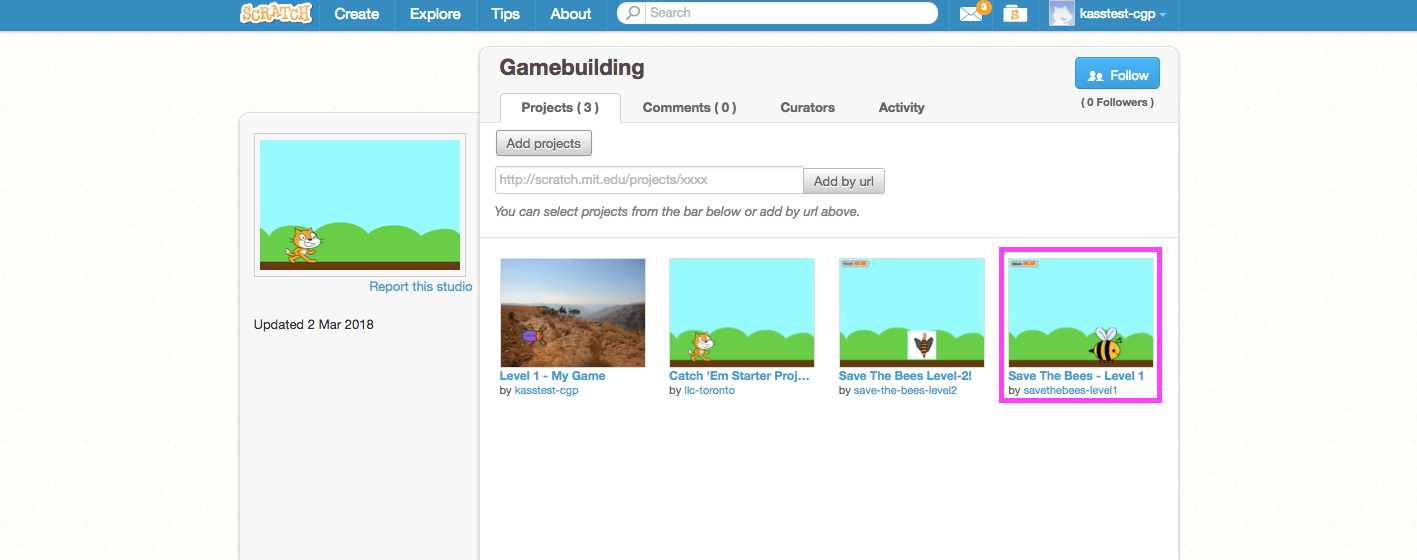 SCRATCH Create Explore Tips About Search 3 S kasstest-cgp
Gamebuilding
Follow
( 0 Followers )
Projects ( 3 ) Comments ( 0 ) Curators Activity
Add projects
http://scratch.mit.edu/projects/xxxx Add by url
You can select projects from the bar below or add by url above.
Report this studio
Updated 2 Mar 2018
Level 1 - My Game
by kasstest-cgp
Catch 'Em Starter Proj...
by llc-toronto
Save The Bees Level-2!
by save-the-bees-level2
Save The Bees - Level 1
by savethebees-level1